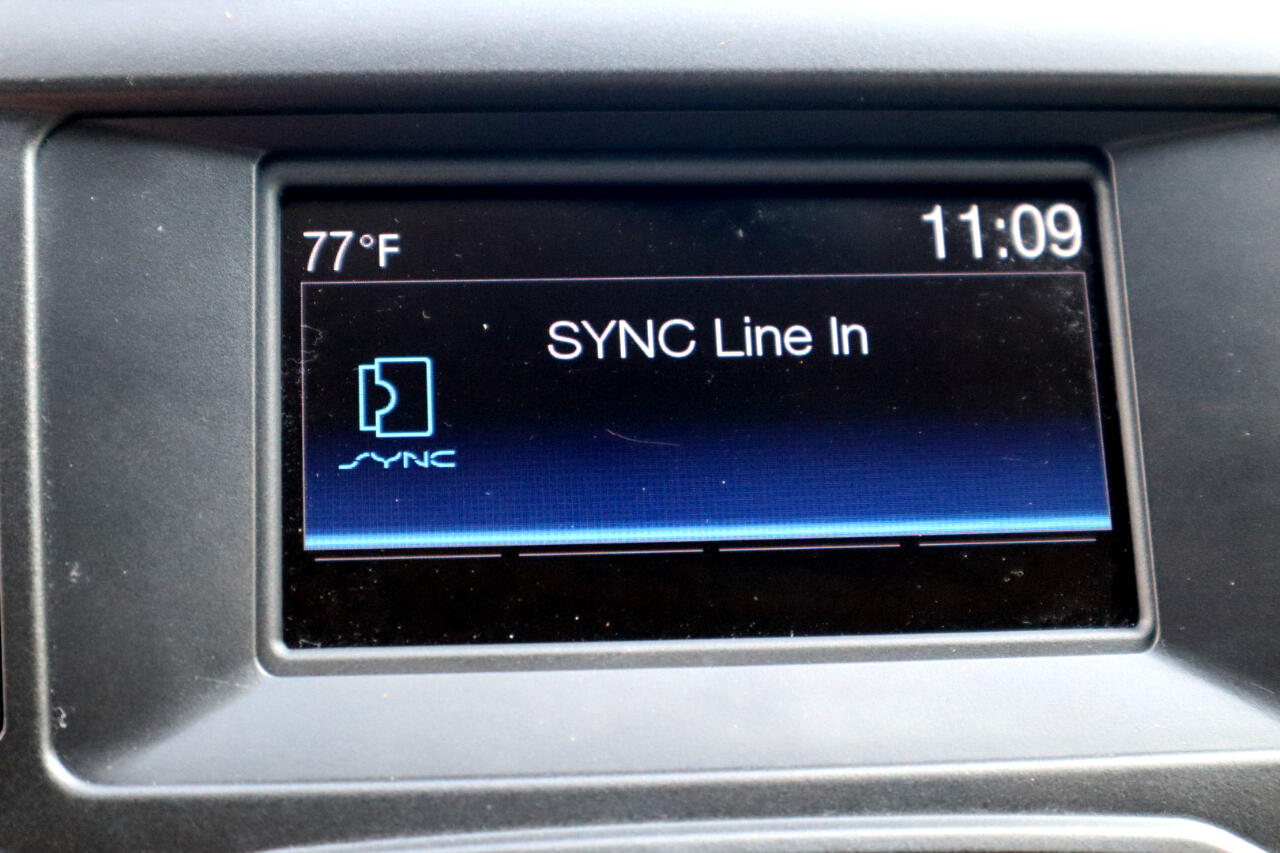 77°F
11:09
SYNC Line In
SYNC